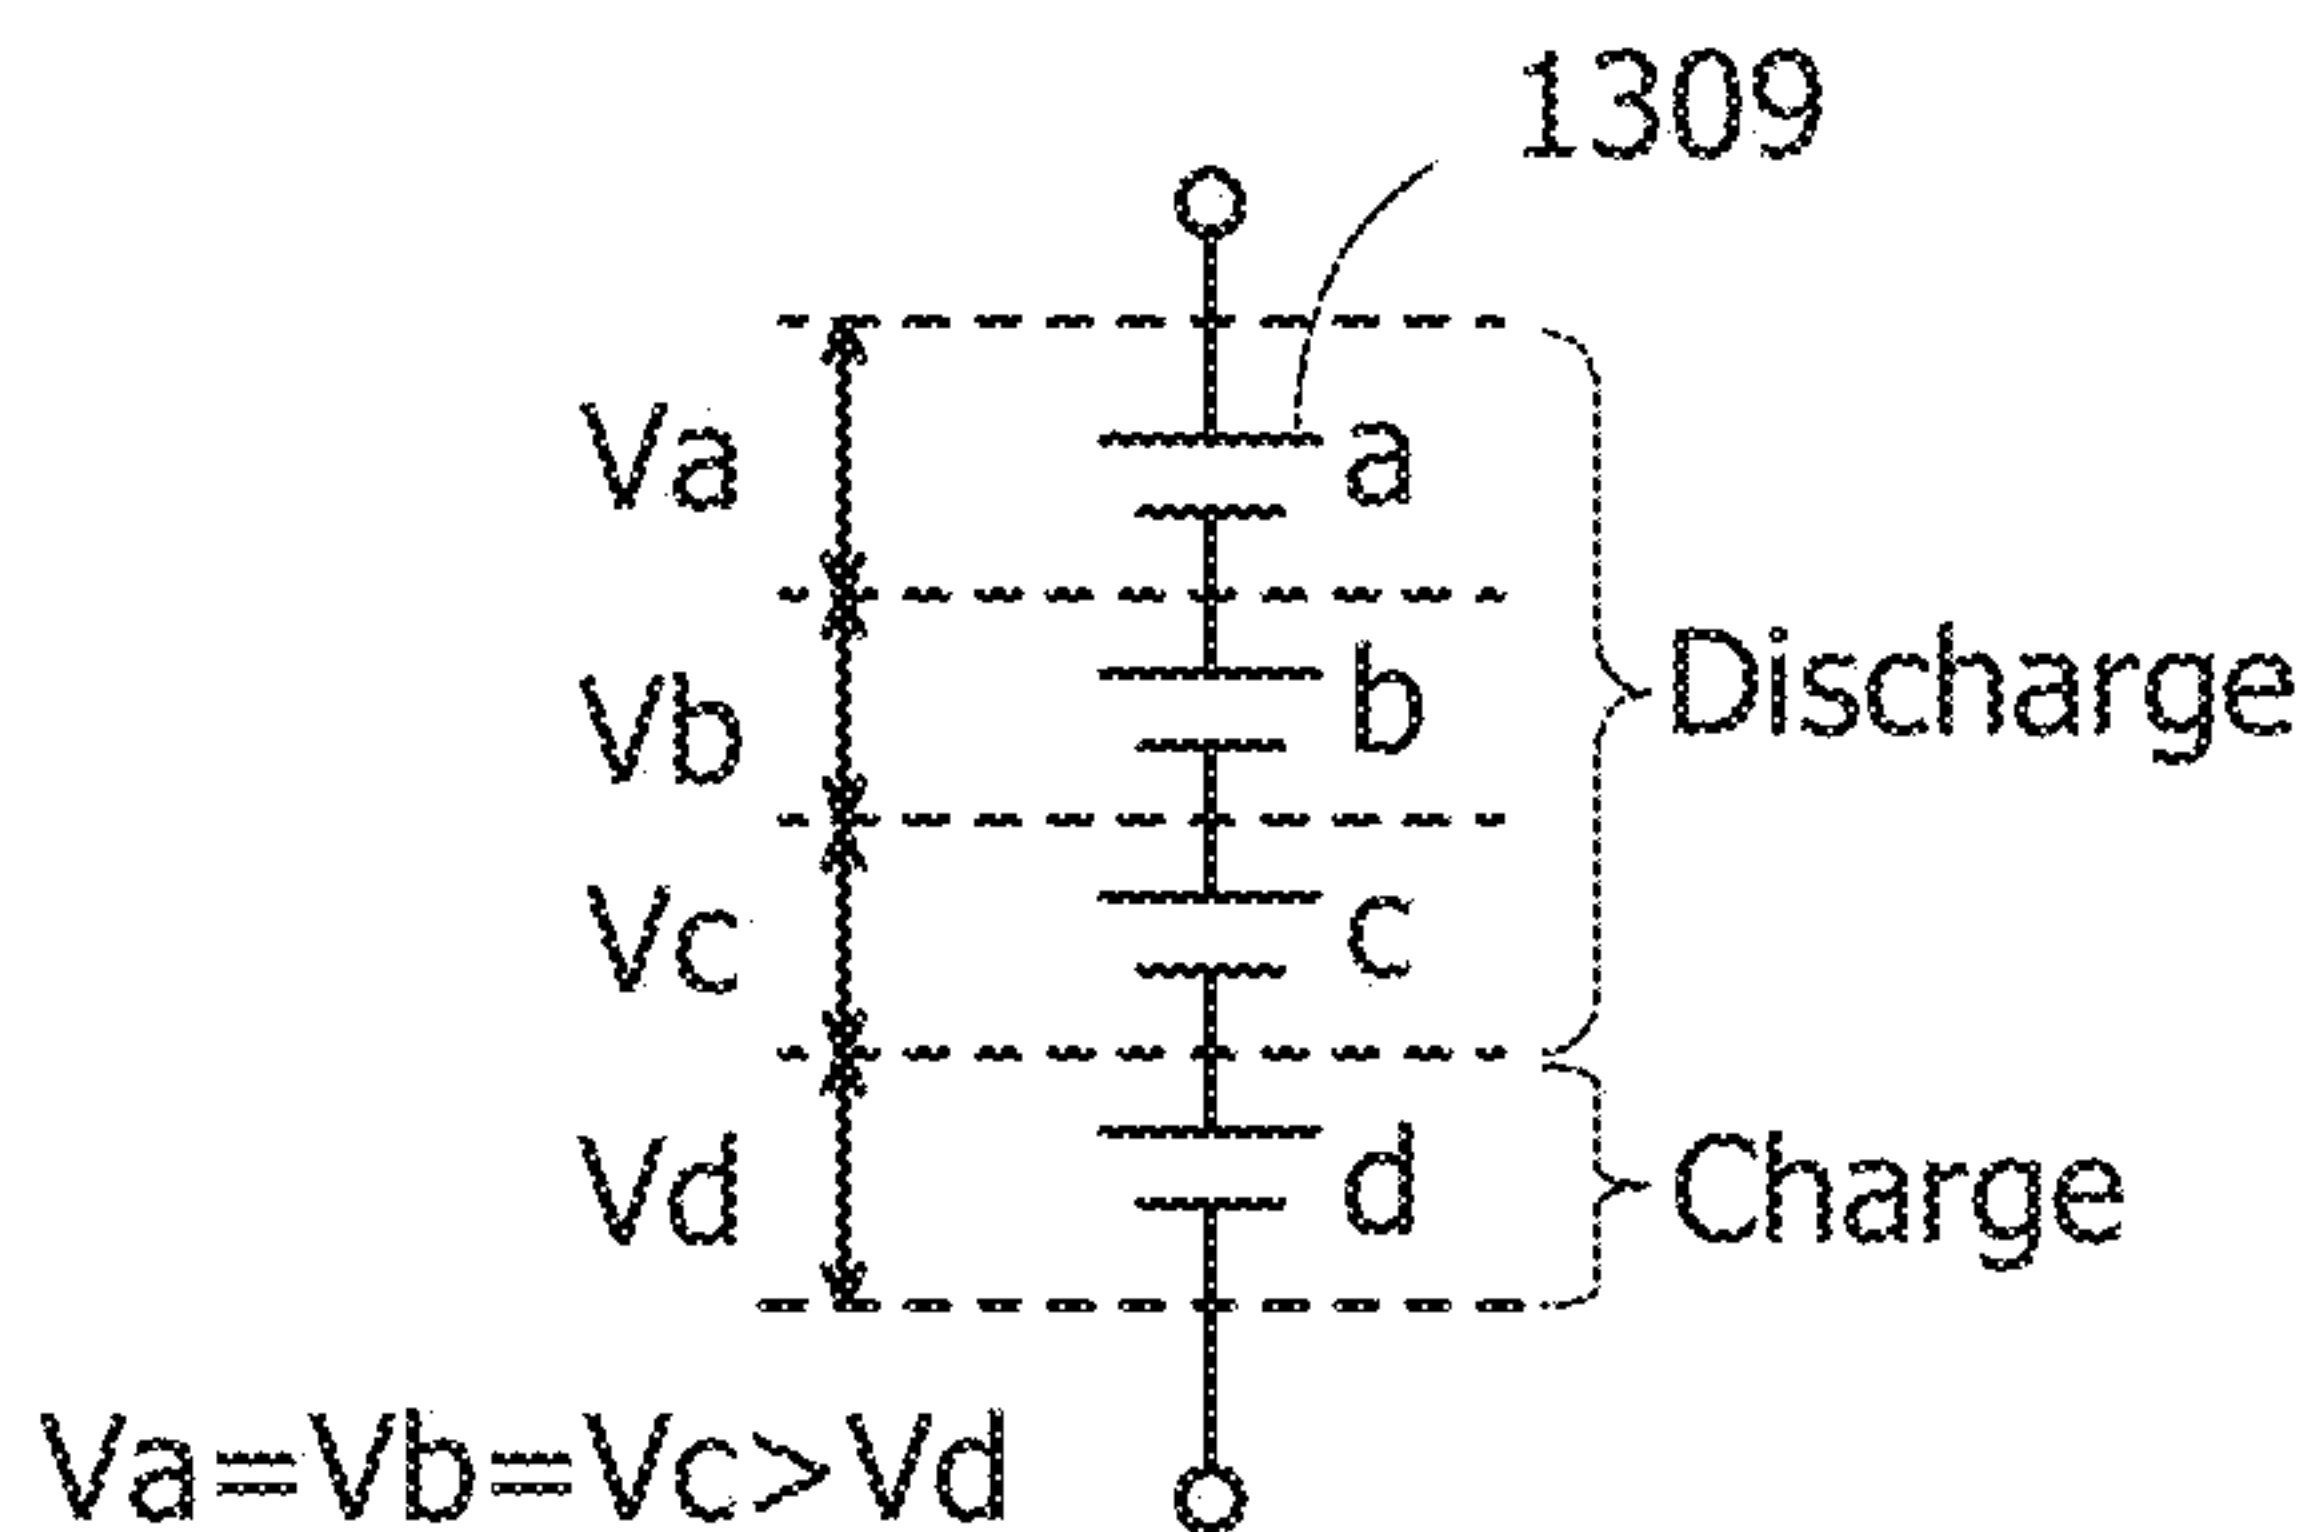 1309
Va
a
Vb
b
Discharge
Vc
c
Vd
d
Charge
Va=Vb=Vc>Vd